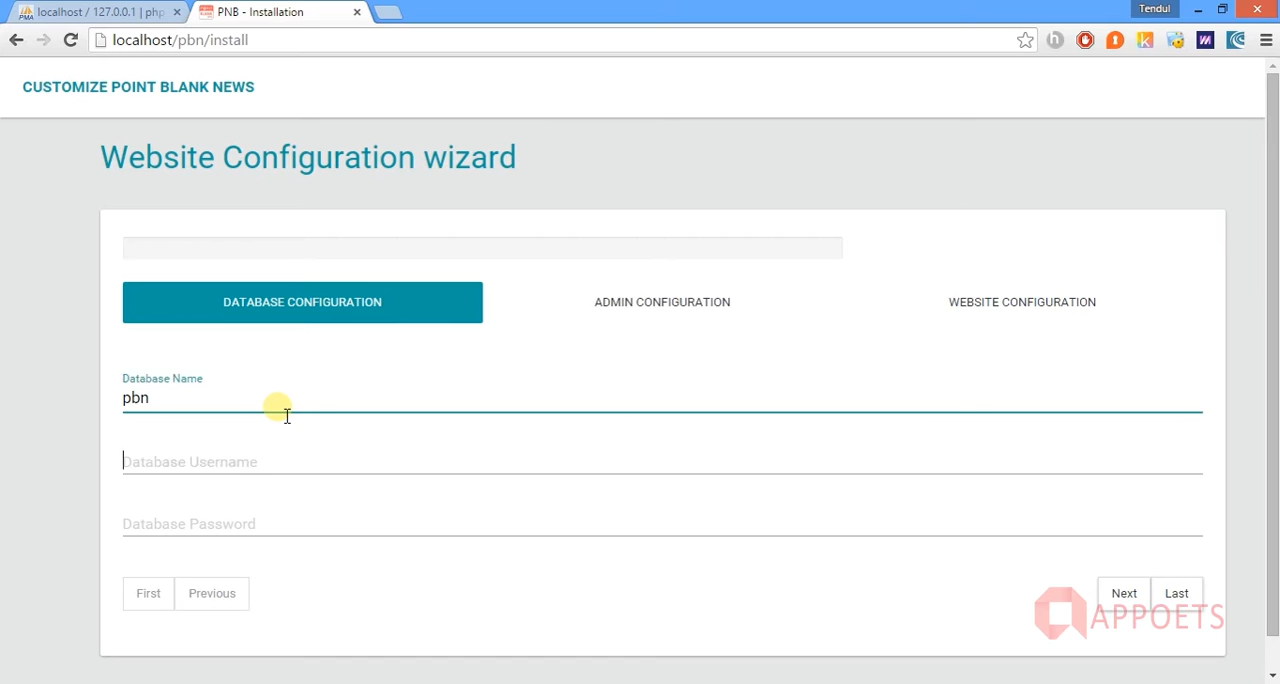 localhost / 127.0.0.1 | php
PNB - Installation
Tendul
localhost/pbn/install
CUSTOMIZE POINT BLANK NEWS
Website Configuration wizard
DATABASE CONFIGURATION
ADMIN CONFIGURATION
WEBSITE CONFIGURATION
Database Name
pbn
Database Username
Database Password
First
Previous
Next
Last
APPOETS